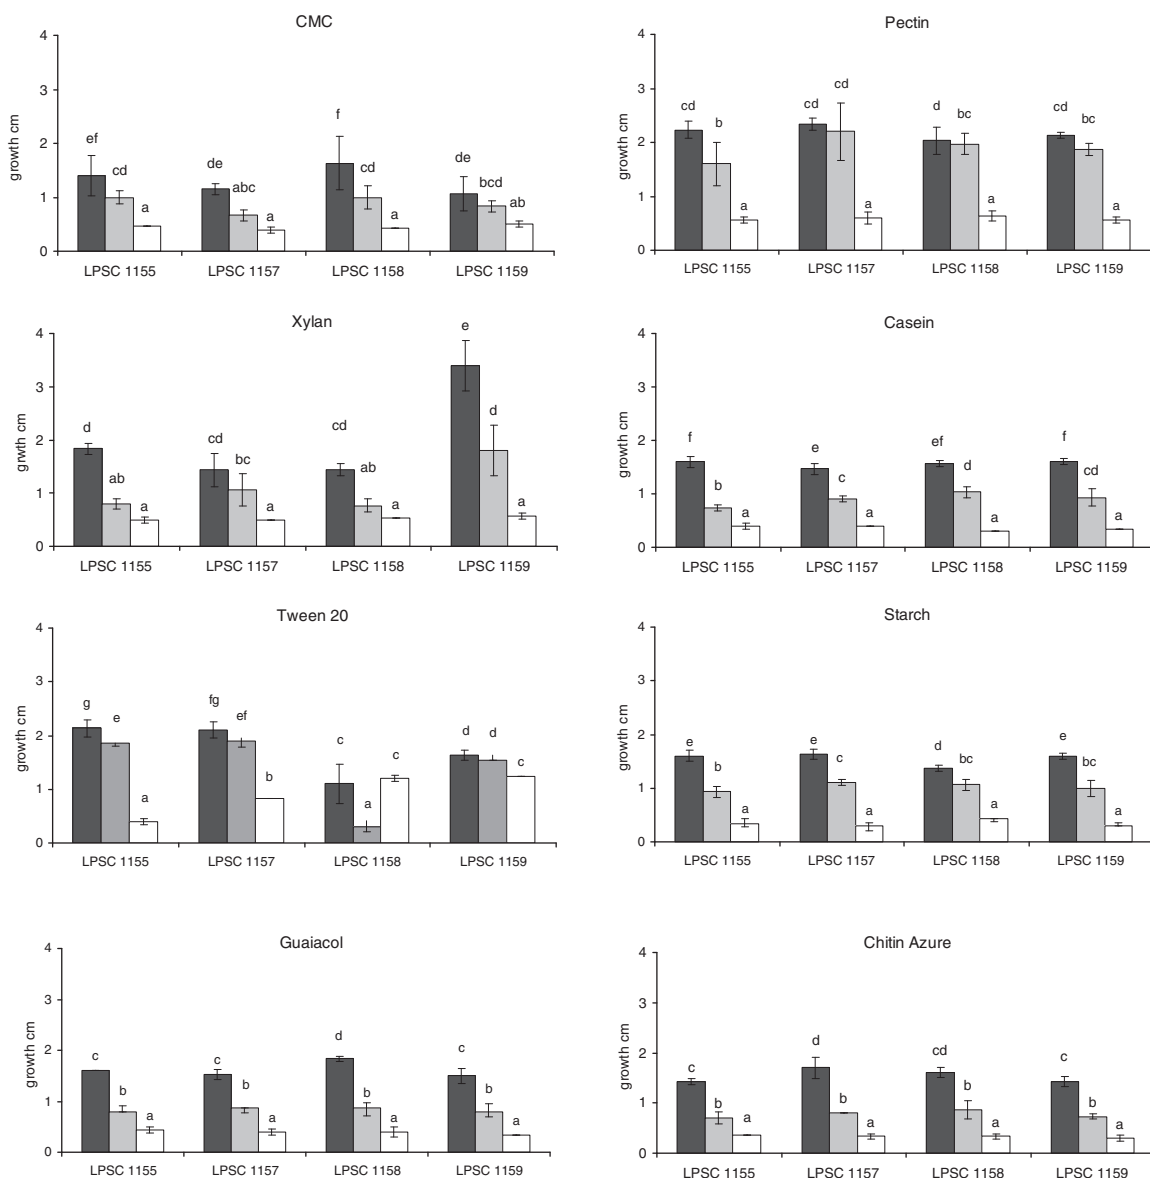 CMC
growth cm
4
3
2
1
0
ef
cd
a
de
abc
a
f
cd
a
de
bcd
ab
LPSC 1155
LPSC 1157
LPSC 1158
LPSC 1159
Pectin
growth cm
4
3
2
1
0
cd
b
a
cd
cd
a
d
bc
a
cd
bc
a
LPSC 1155
LPSC 1157
LPSC 1158
LPSC 1159
Xylan
grwth cm
4
3
2
1
0
d
ab
a
cd
bc
a
cd
ab
a
e
d
a
LPSC 1155
LPSC 1157
LPSC 1158
LPSC 1159
Casein
growth cm
4
3
2
1
0
f
b
a
e
c
a
ef
d
a
f
cd
a
LPSC 1155
LPSC 1157
LPSC 1158
LPSC 1159
Tween 20
growth cm
4
3
2
1
0
g
e
a
fg
ef
b
c
a
c
d
d
c
LPSC 1155
LPSC 1157
LPSC 1158
LPSC 1159
Starch
growth cm
4
3
2
1
0
e
b
a
e
c
a
d
bc
a
e
bc
a
LPSC 1155
LPSC 1157
LPSC 1158
LPSC 1159
Guaiacol
growth cm
4
3
2
1
0
c
b
a
c
b
a
d
b
a
c
b
a
LPSC 1155
LPSC 1157
LPSC 1158
LPSC 1159
Chitin Azure
growth cm
4
3
2
1
0
c
b
a
d
b
a
cd
b
a
c
b
a
LPSC 1155
LPSC 1157
LPSC 1158
LPSC 1159